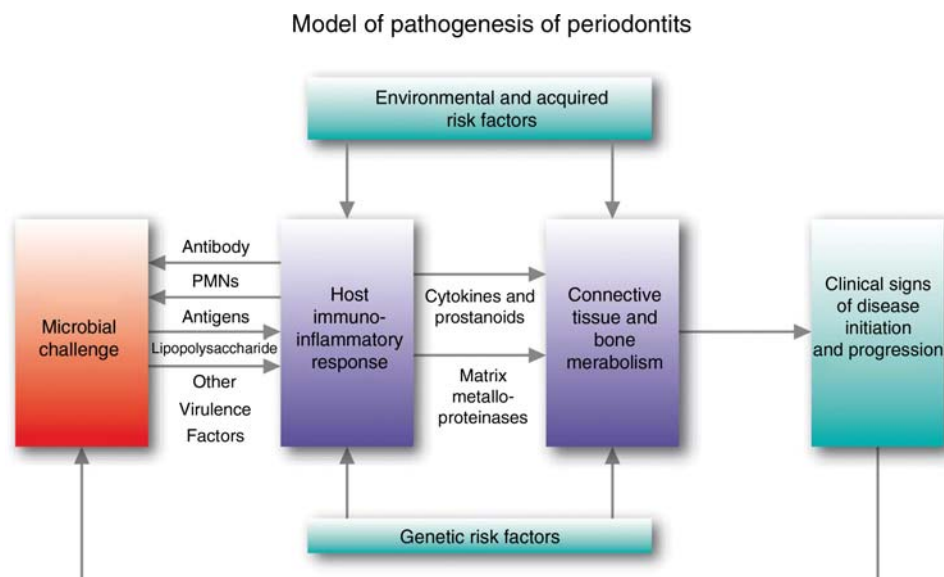 Model of pathogenesis of periodontits
Environmental and acquired
risk factors
Microbial
challenge
Antibody
PMNs
Antigens
Lipopolysaccharide
Other
Virulence
Factors
Host
immuno-
inflammatory
response
Cytokines and
prostanoids
Matrix
metallo-
proteinases
Connective
tissue and
bone
merabolism
Clinical signs
of disease
initiation
and progression
Genetic risk factors